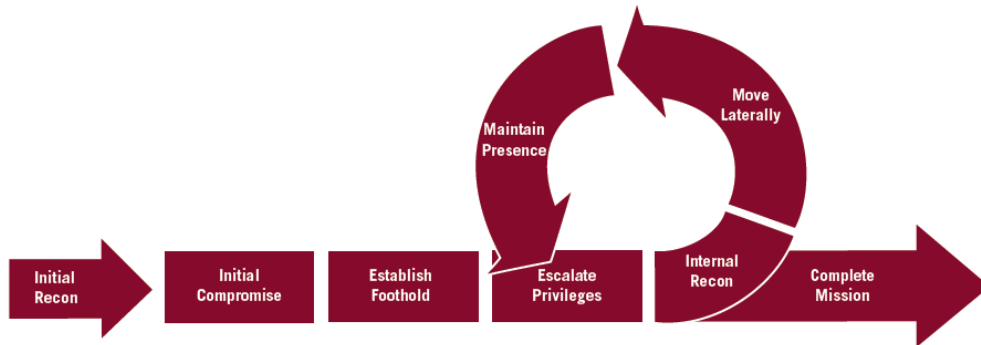 Initial
Recon
Initial
Compromise
Establish
Foothold
Escalate
Privileges
Internal
Recon
Move
Laterally
Maintain
Presence
Complete
Mission